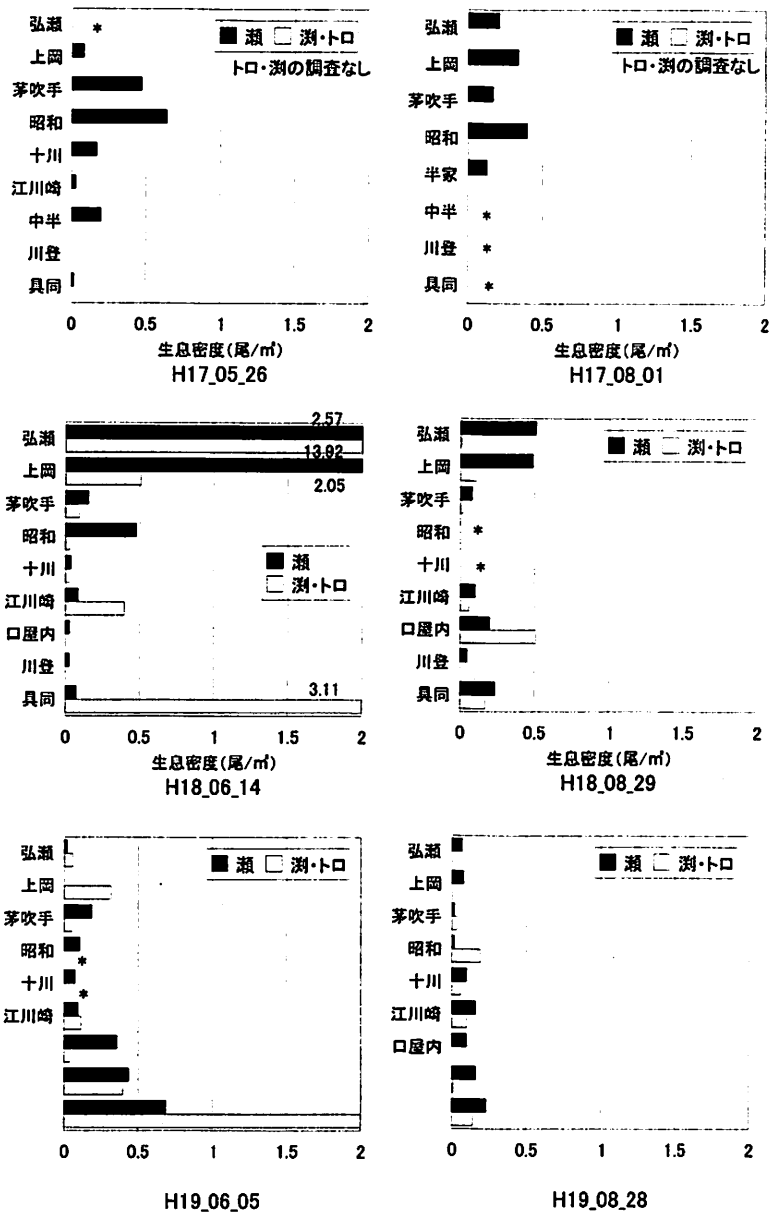 弘瀬 *
■ 瀬 □ 渕・トロ
上岡
トロ・渕の調査なし
茅吹手
昭和
十川
江川崎
中半
川登
具同
0 0.5 1 1.5 2
生息密度(尾/㎡)
H17_05_26
弘瀬
■ 瀬 □ 渕・トロ
上岡
トロ・渕の調査なし
茅吹手
昭和
半家
中半 *
川登 *
具同 *
0 0.5 1 1.5 2
生息密度(尾/㎡)
H17_08_01
2.57
弘瀬
13.92
上岡
2.05
茅吹手
昭和
■ 瀬
十川
□ 渕・トロ
江川崎
口屋内
川登
3.11
具同
0 0.5 1 1.5 2
生息密度(尾/㎡)
H18_06_14
弘瀬
■ 瀬 □ 渕・トロ
上岡
茅吹手
昭和 *
十川 *
江川崎
口屋内
川登
具同
0 0.5 1 1.5 2
生息密度(尾/㎡)
H18_08_29
弘瀬
■ 瀬 □ 渕・トロ
上岡
茅吹手
昭和
*
十川
*
江川崎
0 0.5 1 1.5 2
H19_06_05
弘瀬
■ 瀬 □ 渕・トロ
上岡
茅吹手
昭和
十川
江川崎
口屋内
0 0.5 1 1.5 2
H19_08_28